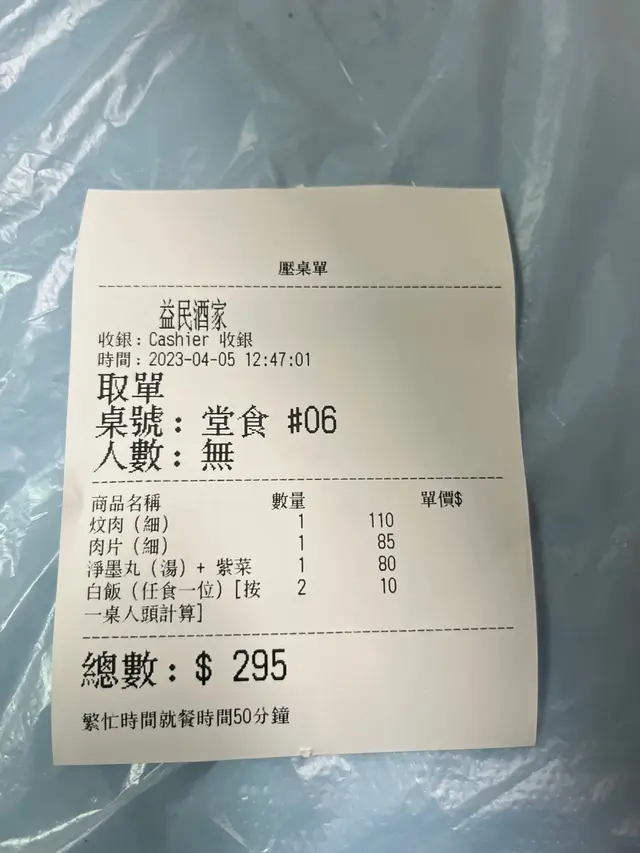 壓桌單
益民酒家
收銀：Cashier 收銀
時間：2023-04-05 12:47:01
取單
桌號：堂食 #06
人數：無
商品名稱 數量 單價$
炆肉（細） 1 110
肉片（細） 1 85
淨墨丸（湯）+ 紫菜 1 80
白飯（任食一位）[按 2 10
一桌人頭計算]
總數：$ 295
繁忙時間就餐時間50分鐘